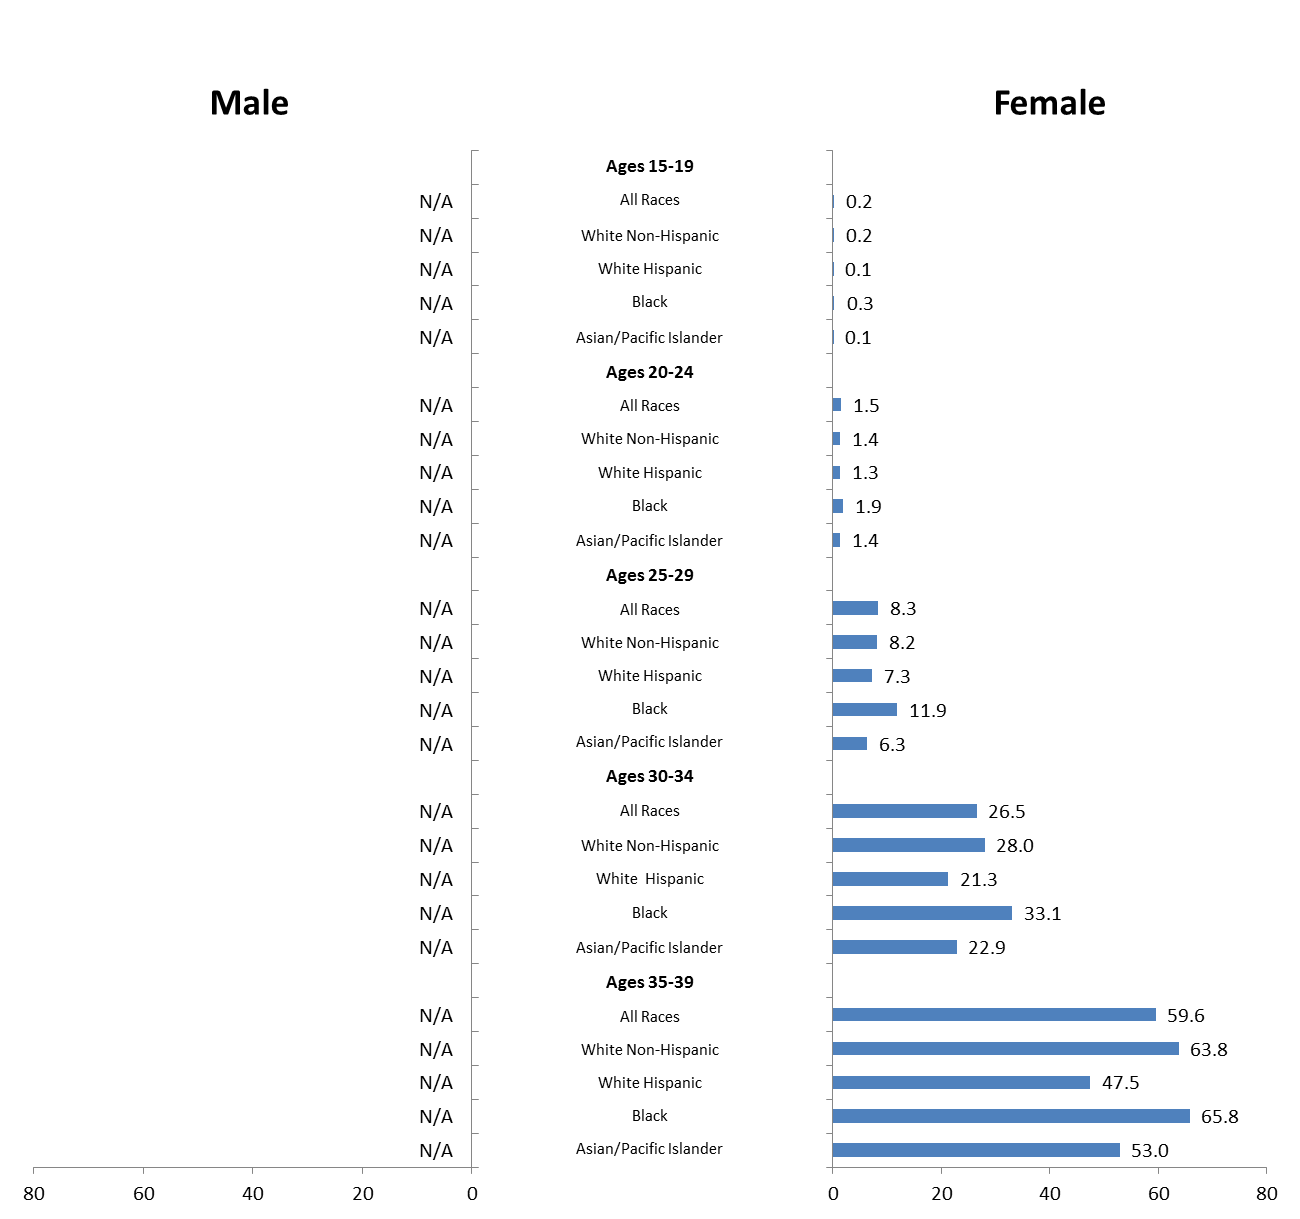 Male Female
Ages 15-19
N/A All Races 0.2
N/A White Non-Hispanic 0.2
N/A White Hispanic 0.1
N/A Black 0.3
N/A Asian/Pacific Islander 0.1
Ages 20-24
N/A All Races 1.5
N/A White Non-Hispanic 1.4
N/A White Hispanic 1.3
N/A Black 1.9
N/A Asian/Pacific Islander 1.4
Ages 25-29
N/A All Races 8.3
N/A White Non-Hispanic 8.2
N/A White Hispanic 7.3
N/A Black 11.9
N/A Asian/Pacific Islander 6.3
Ages 30-34
N/A All Races 26.5
N/A White Non-Hispanic 28.0
N/A White  Hispanic 21.3
N/A Black 33.1
N/A Asian/Pacific Islander 22.9
Ages 35-39
N/A All Races 59.6
N/A White Non-Hispanic 63.8
N/A White Hispanic 47.5
N/A Black 65.8
N/A Asian/Pacific Islander 53.0
80 60 40 20 0 0 20 40 60 80